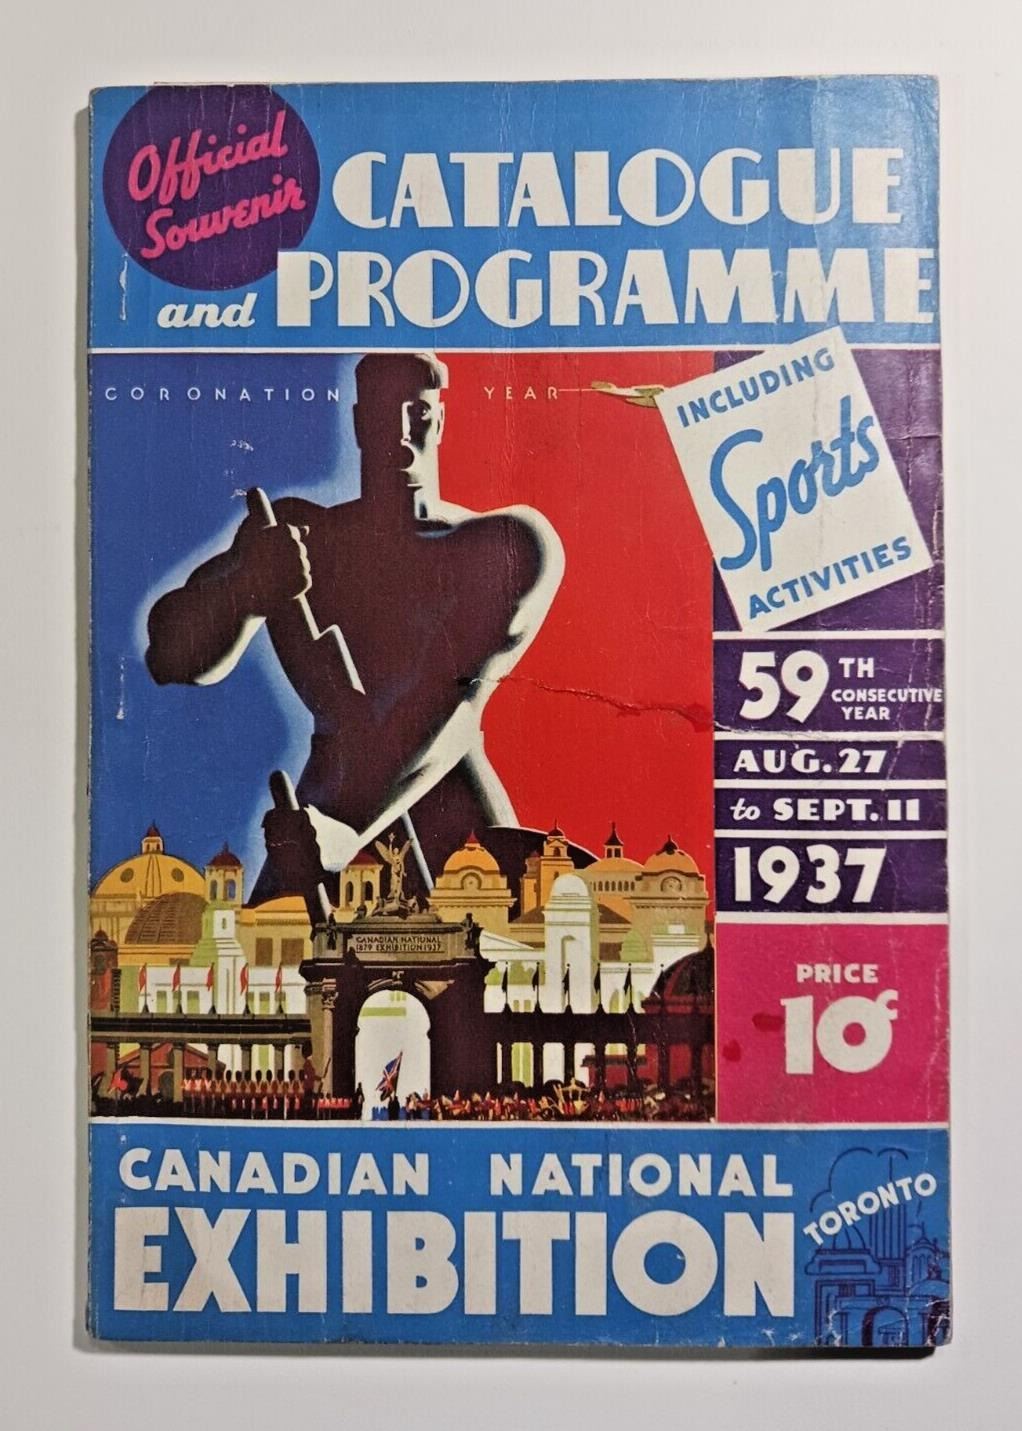 Official
Souvenir
CATALOGUE
and PROGRAMME
CORONATION YEAR
INCLUDING
Sports
ACTIVITIES
59TH
CONSECUTIVE
YEAR
AUG. 27
to SEPT. 11
1937
PRICE
10¢
CANADIAN NATIONAL
1879 EXHIBITION 1937
CANADIAN NATIONAL
EXHIBITION
TORONTO